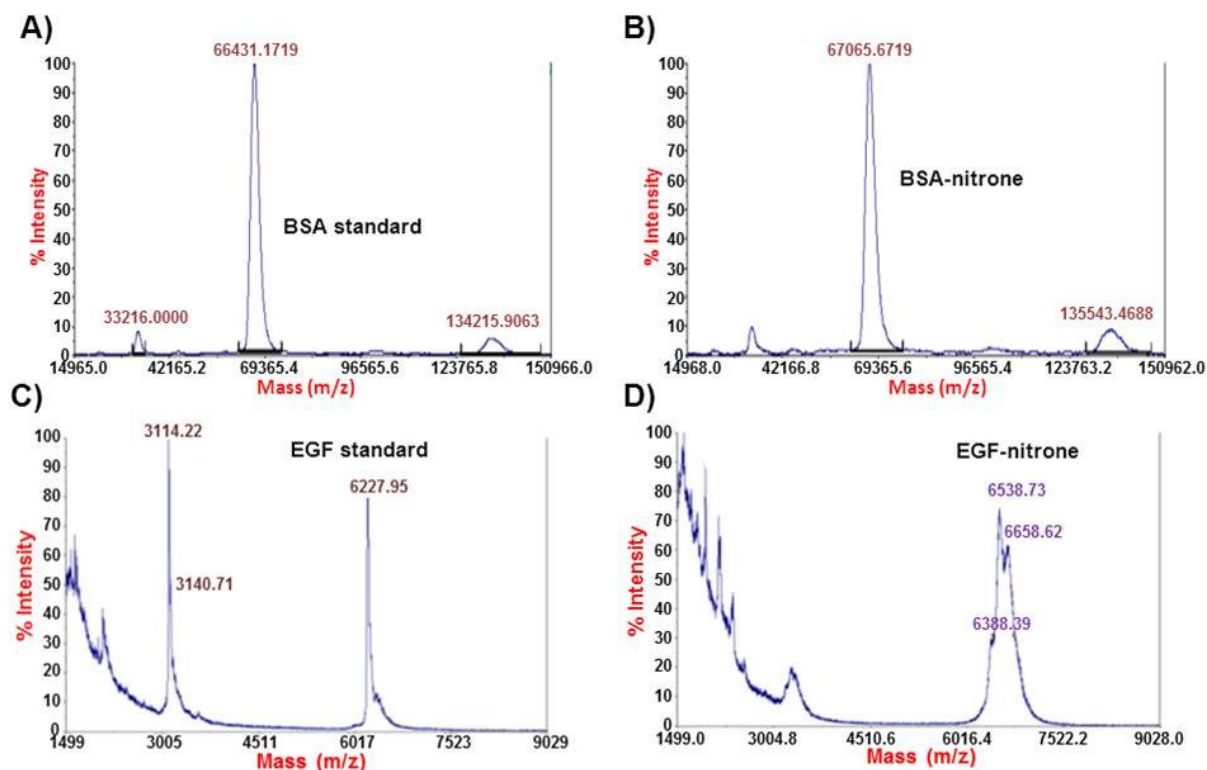 A)
66431.1719
100
90
80
70
60
50
40
30
20
10
0
% Intensity
BSA standard
33216.0000
134215.9063
14965.0 42165.2 69365.4 96565.6 123765.8 150966.0
Mass (m/z)
B)
67065.6719
100
90
80
70
60
50
40
30
20
10
0
% Intensity
BSA-nitrone
135543.4688
14968.0 42166.8 69365.6 96565.4 123763.2 150962.0
Mass (m/z)
C)
3114.22
EGF standard
6227.95
3140.71
100
90
80
70
60
50
40
30
20
10
0
% Intensity
1499 3005 4511 6017 7523 9029
Mass (m/z)
D)
EGF-nitrone
6538.73
6658.62
6388.39
100
90
80
70
60
50
40
30
20
10
0
% Intensity
1499.0 3004.8 4510.6 6016.4 7522.2 9028.0
Mass (m/z)